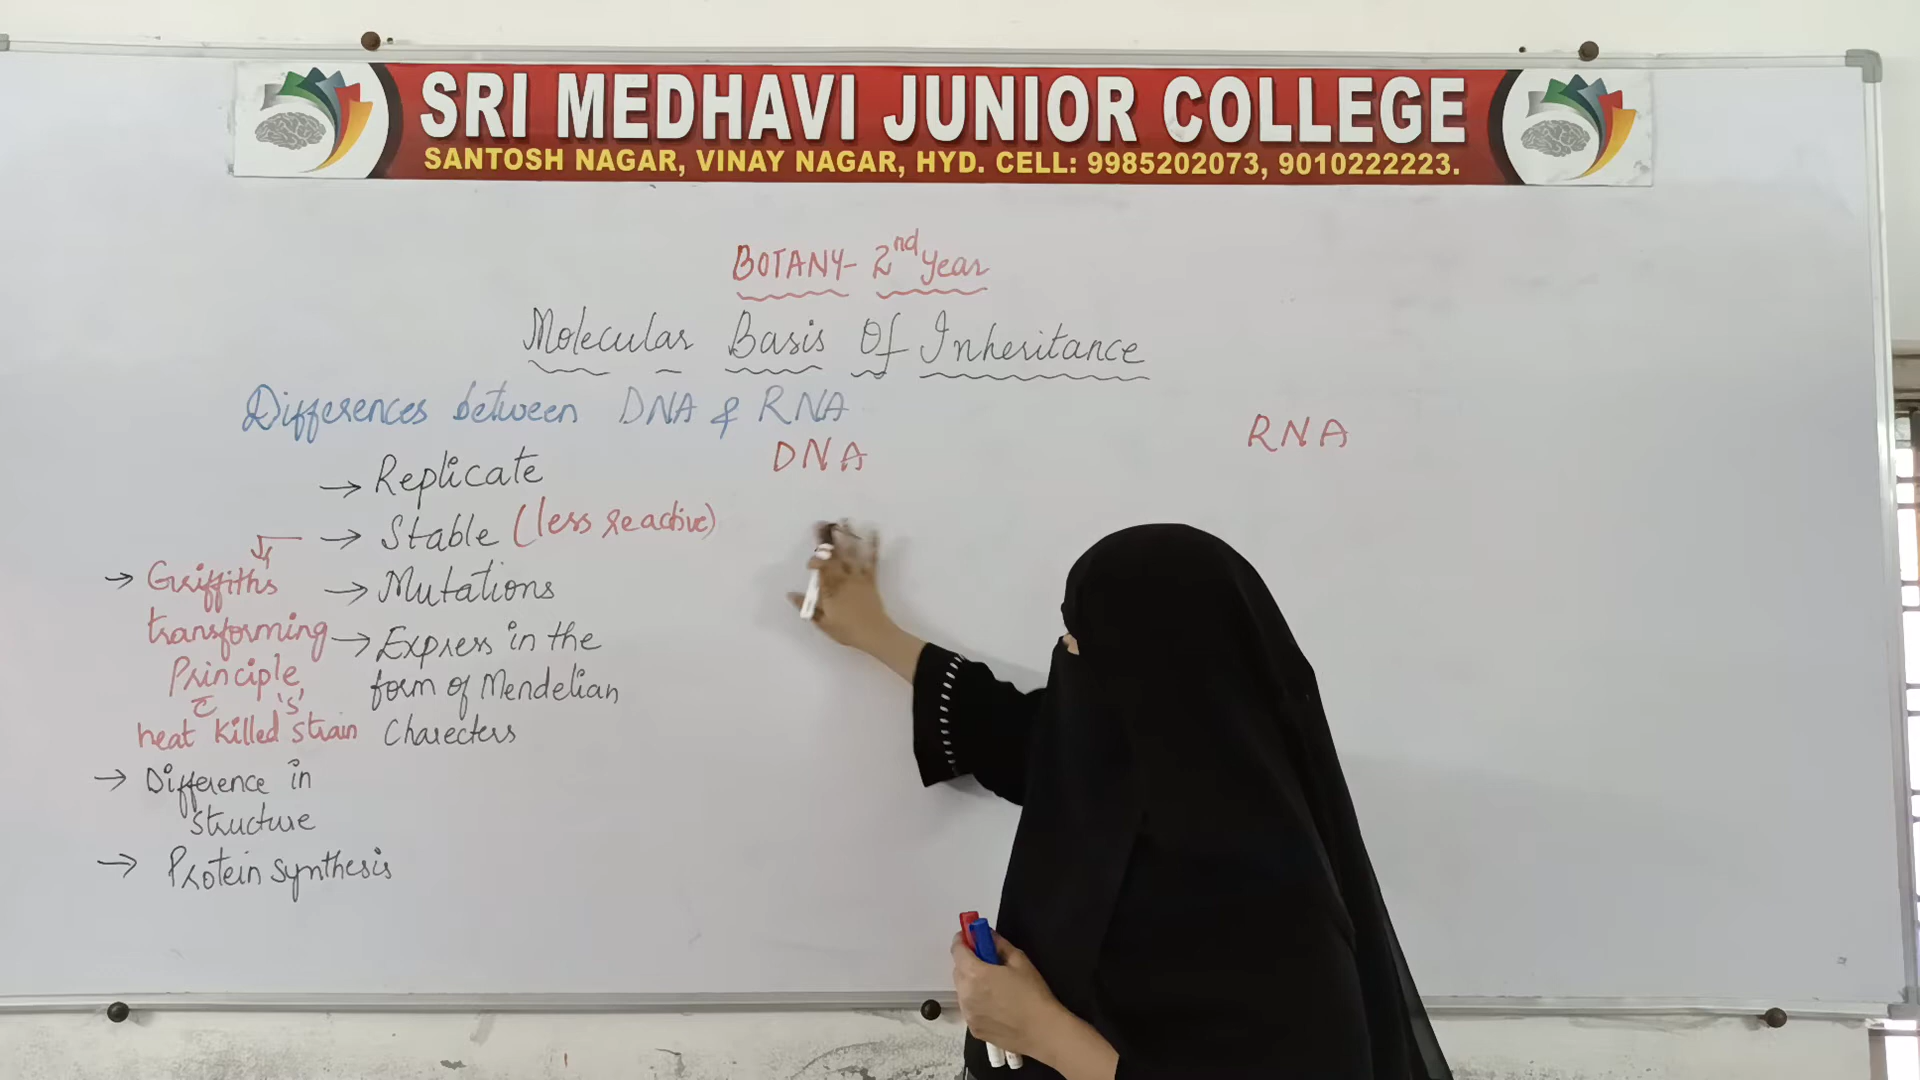 SRI MEDHAVI JUNIOR COLLEGE
SANTOSH NAGAR, VINAY NAGAR, HYD. CELL: 9985202073, 9010222223.
BOTANY- 2nd year
Molecular Basis Of Inheritance
Differences between DNA & RNA
DNA
RNA
→ Replicate
→ Stable (less reactive)
→ Mutations
→ Express in the
form of Mendelian
Charecters
→ Griffiths
transforming
Principle
c 's'
heat killed strain
→ Difference in
structure
→ Protein synthesis